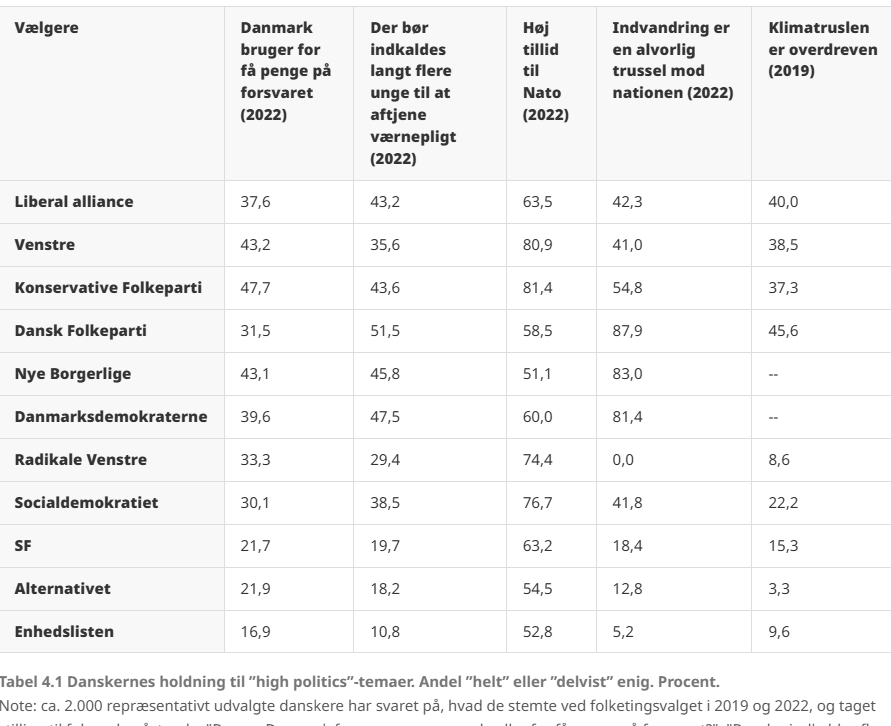 Vælgere Danmark bruger for få penge på forsvaret (2022) Der bør indkaldes langt flere unge til at aftjene værnepligt (2022) Høj tillid til Nato (2022) Indvandring er en alvorlig trussel mod nationen (2022) Klimatruslen er overdreven (2019)
Liberal alliance 37,6 43,2 63,5 42,3 40,0
Venstre 43,2 35,6 80,9 41,0 38,5
Konservative Folkeparti 47,7 43,6 81,4 54,8 37,3
Dansk Folkeparti 31,5 51,5 58,5 87,9 45,6
Nye Borgerlige 43,1 45,8 51,1 83,0 --
Danmarksdemokraterne 39,6 47,5 60,0 81,4 --
Radikale Venstre 33,3 29,4 74,4 0,0 8,6
Socialdemokratiet 30,1 38,5 76,7 41,8 22,2
SF 21,7 19,7 63,2 18,4 15,3
Alternativet 21,9 18,2 54,5 12,8 3,3
Enhedslisten 16,9 10,8 52,8 5,2 9,6
Tabel 4.1 Danskernes holdning til ”high politics”-temaer. Andel ”helt” eller ”delvist” enig. Procent.
Note: ca. 2.000 repræsentativt udvalgte danskere har svaret på, hvad de stemte ved folketingsvalget i 2019 og 2022, og taget